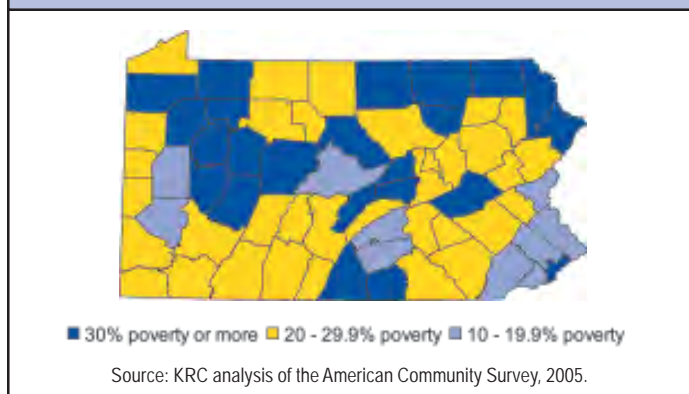 30% poverty or more 20 - 29.9% poverty 10 - 19.9% poverty
Source: KRC analysis of the American Community Survey, 2005.